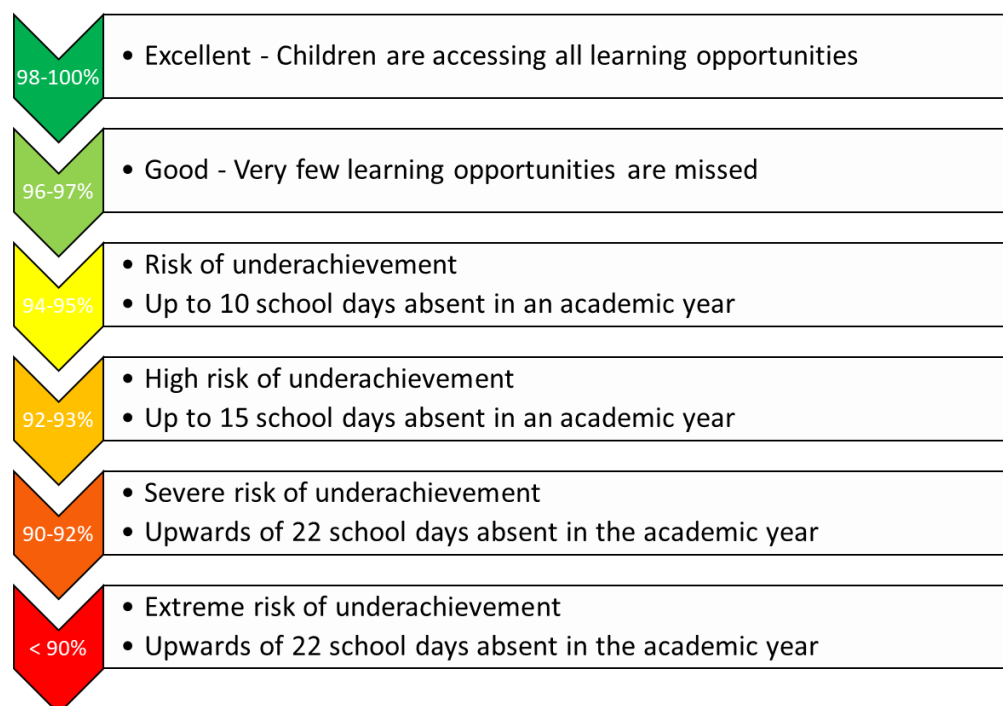 98-100%
• Excellent - Children are accessing all learning opportunities
96-97%
• Good - Very few learning opportunities are missed
94-95%
• Risk of underachievement
• Up to 10 school days absent in an academic year
92-93%
• High risk of underachievement
• Up to 15 school days absent in an academic year
90-92%
• Severe risk of underachievement
• Upwards of 22 school days absent in the academic year
< 90%
• Extreme risk of underachievement
• Upwards of 22 school days absent in the academic year